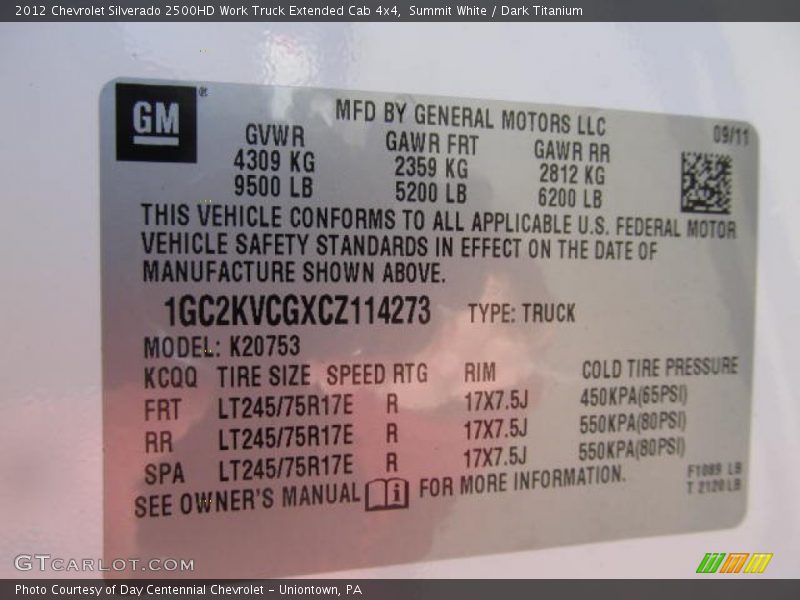 2012 Chevrolet Silverado 2500HD Work Truck Extended Cab 4x4, Summit White / Dark Titanium
GM®
MFD BY GENERAL MOTORS LLC
09/11
GVWR GAWR FRT GAWR RR
4309 KG 2359 KG 2812 KG
9500 LB 5200 LB 6200 LB
THIS VEHICLE CONFORMS TO ALL APPLICABLE U.S. FEDERAL MOTOR
VEHICLE SAFETY STANDARDS IN EFFECT ON THE DATE OF
MANUFACTURE SHOWN ABOVE.
1GC2KVCGXCZ114273 TYPE: TRUCK
MODEL: K20753
KCQQ TIRE SIZE SPEED RTG RIM COLD TIRE PRESSURE
FRT LT245/75R17E R 17X7.5J 450KPA(65PSI)
RR LT245/75R17E R 17X7.5J 550KPA(80PSI)
SPA LT245/75R17E R 17X7.5J 550KPA(80PSI)
SEE OWNER'S MANUAL i FOR MORE INFORMATION.
F1089 LB
T 2120 LB
GTCARLOT.COM
Photo Courtesy of Day Centennial Chevrolet - Uniontown, PA